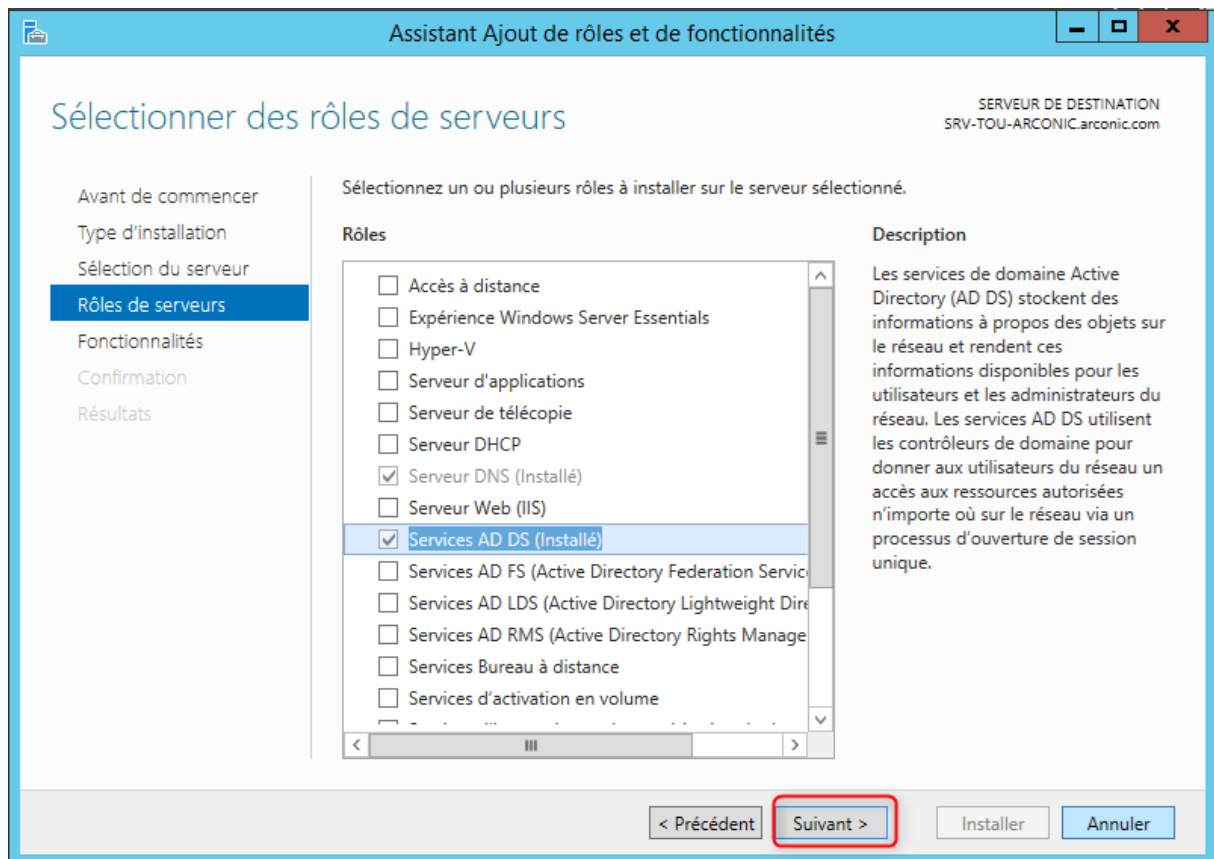 Assistant Ajout de rôles et de fonctionnalités
Sélectionner des rôles de serveurs
SERVEUR DE DESTINATION
SRV-TOU-ARCONIC.arconic.com
Avant de commencer
Type d'installation
Sélection du serveur
Rôles de serveurs
Fonctionnalités
Confirmation
Résultats
Sélectionnez un ou plusieurs rôles à installer sur le serveur sélectionné.
Rôles
Accès à distance
Expérience Windows Server Essentials
Hyper-V
Serveur d'applications
Serveur de télécopie
Serveur DHCP
Serveur DNS (Installé)
Serveur Web (IIS)
Services AD DS (Installé)
Services AD FS (Active Directory Federation Servic
Services AD LDS (Active Directory Lightweight Dire
Services AD RMS (Active Directory Rights Manage
Services Bureau à distance
Services d'activation en volume
Description
Les services de domaine Active
Directory (AD DS) stockent des
informations à propos des objets sur
le réseau et rendent ces
informations disponibles pour les
utilisateurs et les administrateurs du
réseau. Les services AD DS utilisent
les contrôleurs de domaine pour
donner aux utilisateurs du réseau un
accès aux ressources autorisées
n'importe où sur le réseau via un
processus d'ouverture de session
unique.
< Précédent
Suivant >
Installer
Annuler